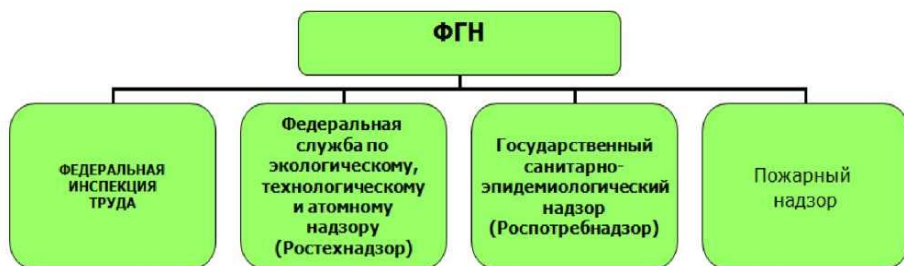 ФГН
ФЕДЕРАЛЬНАЯ
ИНСПЕКЦИЯ
ТРУДА
Федеральная
служба по
экологическому,
технологическому
и атомному
надзору
(Ростехнадзор)
Государственный
санитарно-
эпидемиологический
надзор
(Роспотребнадзор)
Пожарный
надзор